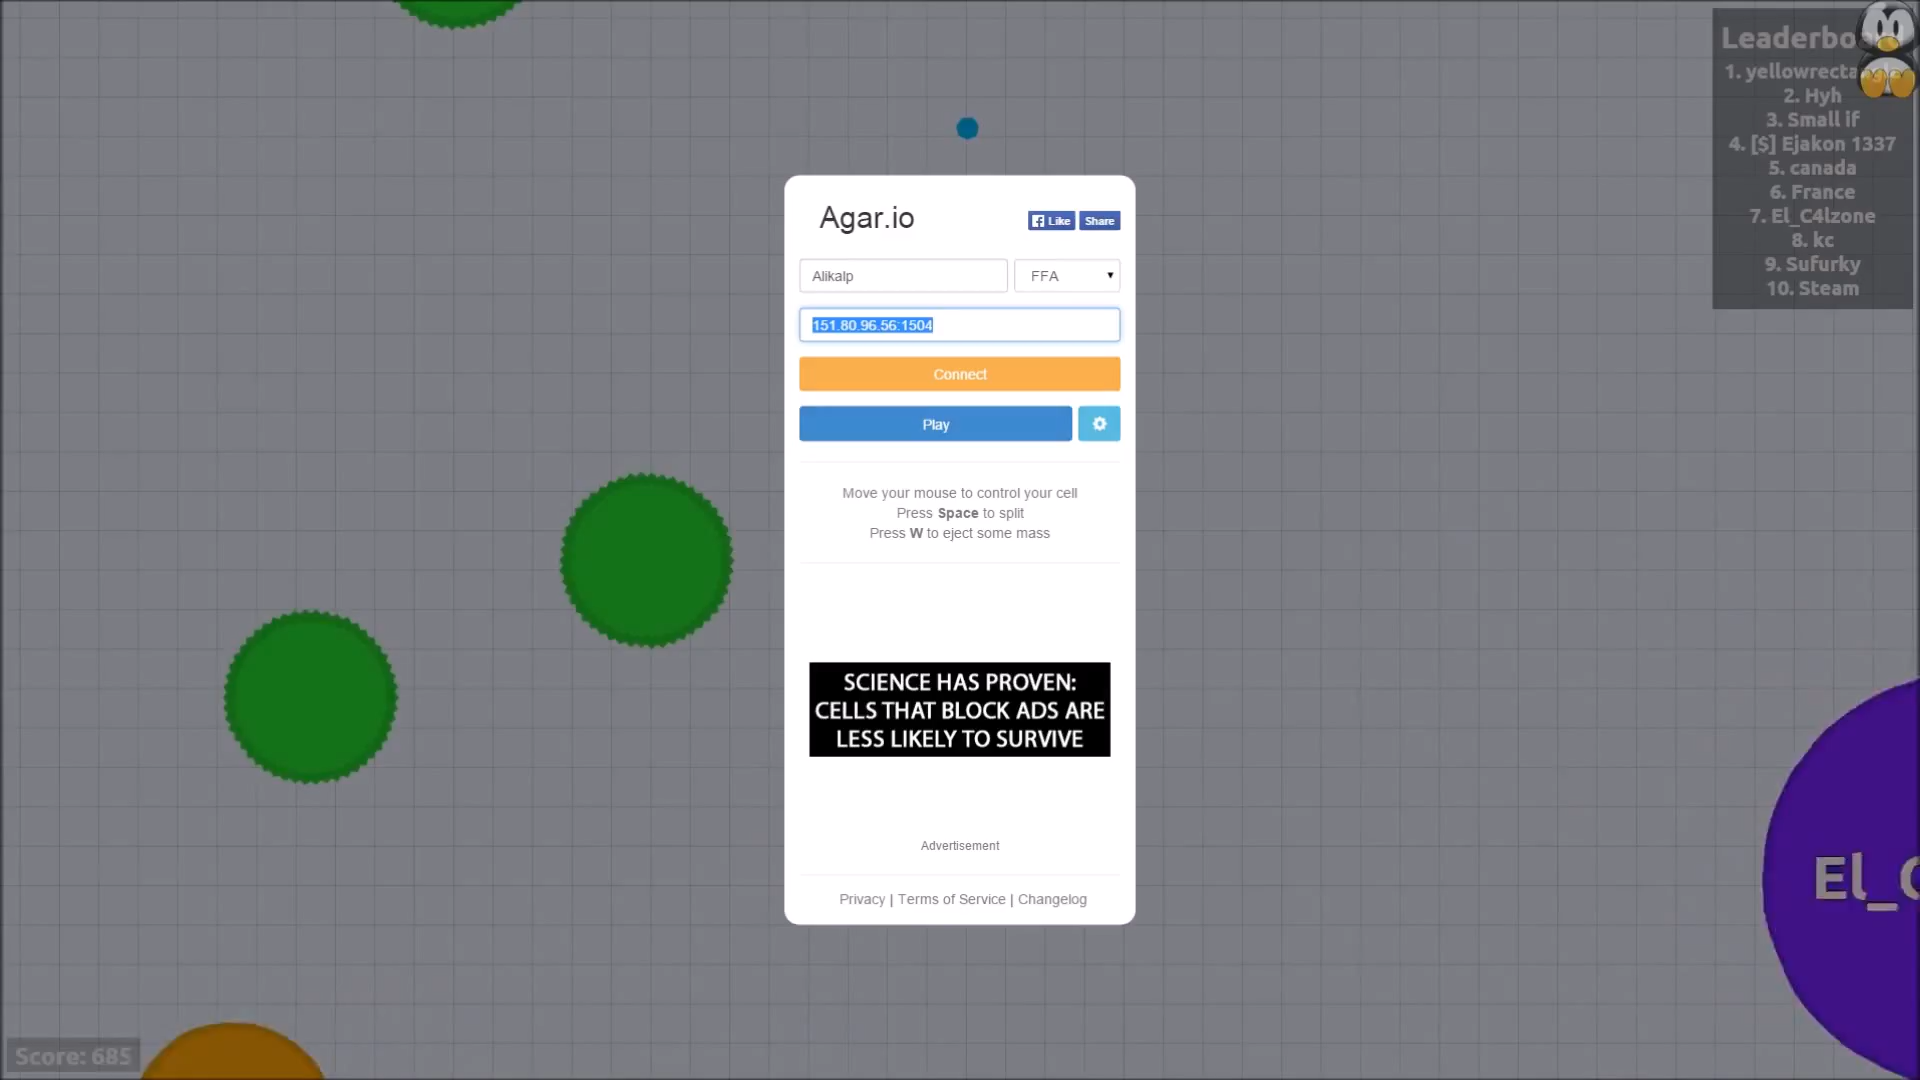 Leaderbo
1. yellowrecta
2. Hyh
3. Small if
4. [$] Ejakon 1337
5. canada
6. France
7. El_C4lzone
8. kc
9. Sufurky
10. Steam
Agar.io
Like
Share
Alikalp
FFA
151.80.96.56:1504
Connect
Play
Move your mouse to control your cell
Press Space to split
Press W to eject some mass
SCIENCE HAS PROVEN:
CELLS THAT BLOCK ADS ARE
LESS LIKELY TO SURVIVE
Advertisement
Privacy | Terms of Service | Changelog
El_C
Score: 685